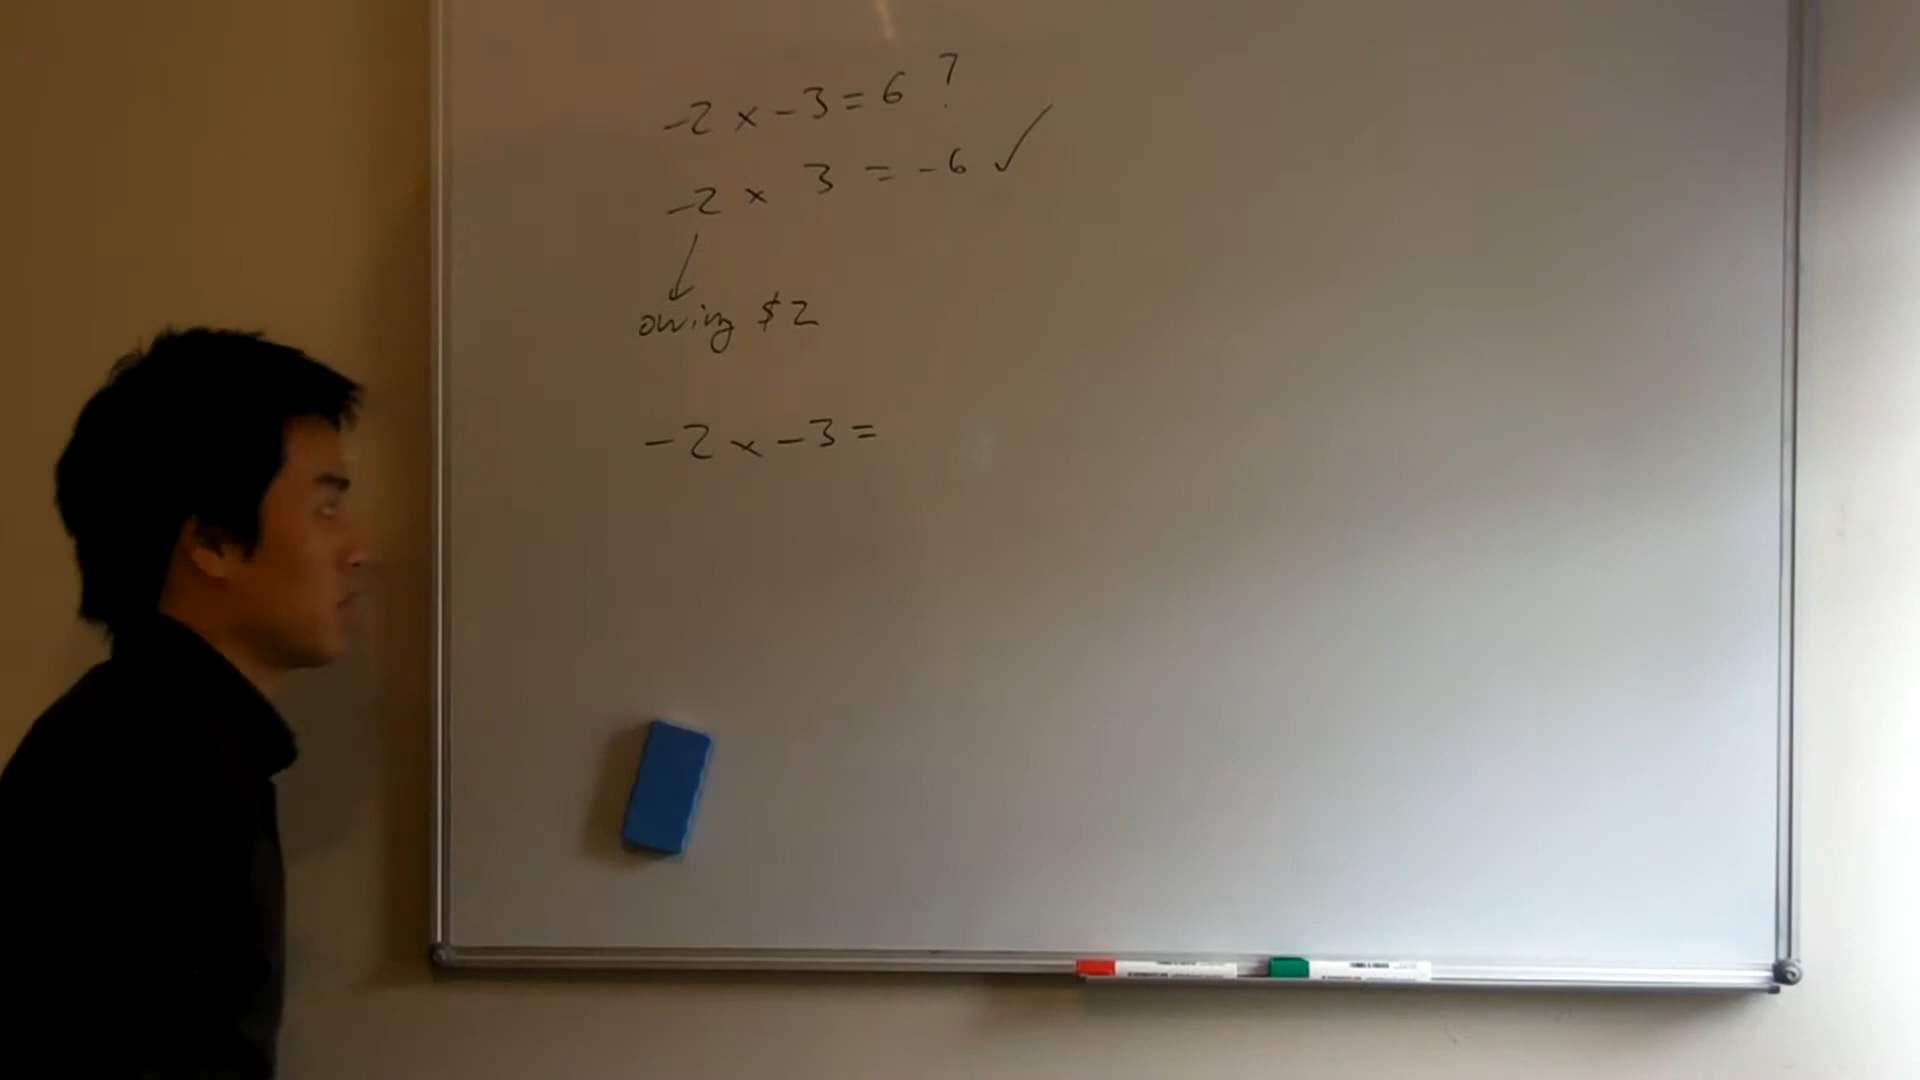 -2 × -3 = 6 ?
-2 × 3 = -6 ✓
owing $2
-2 × -3 =